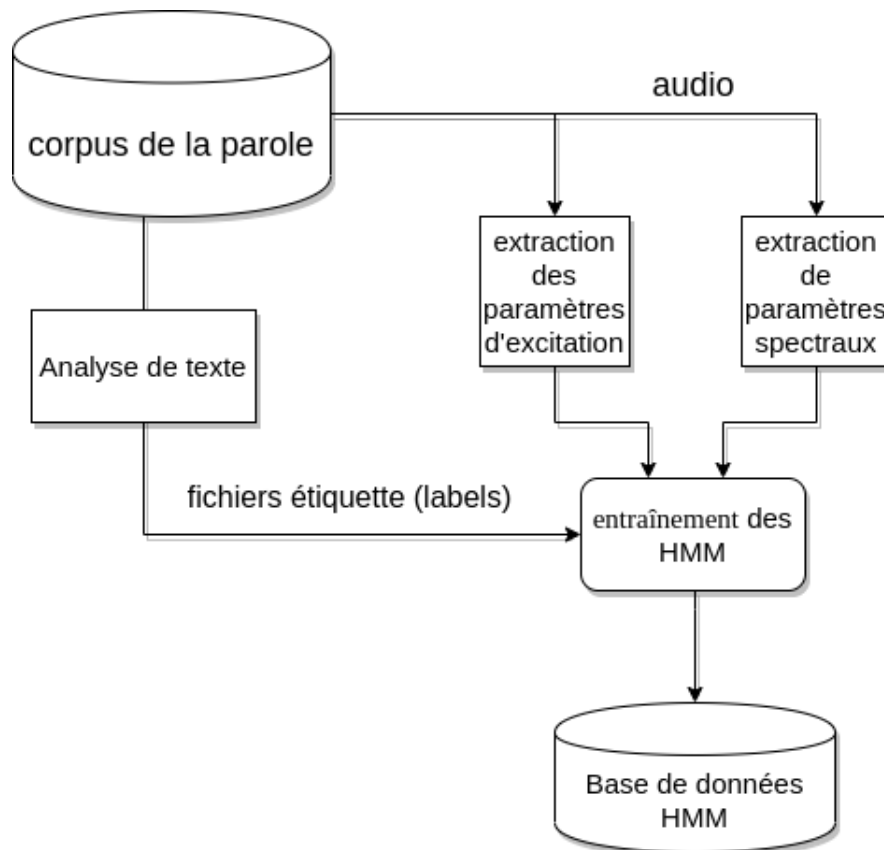 audio
corpus de la parole
extraction
des
paramètres
d'excitation
extraction
de
paramètres
spectraux
Analyse de texte
fichiers étiquette (labels)
entraînement des
HMM
Base de données
HMM